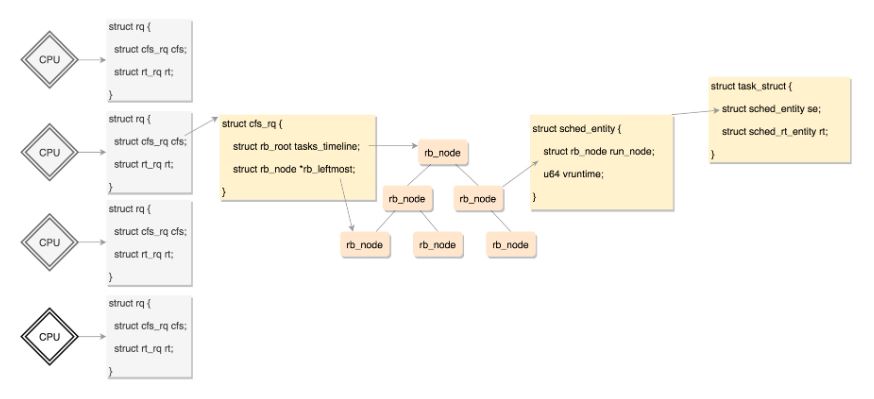 CPU
struct rq {
struct cfs_rq cfs;
struct rt_rq rt;
}
CPU
struct rq {
struct cfs_rq cfs;
struct rt_rq rt;
}
CPU
struct rq {
struct cfs_rq cfs;
struct rt_rq rt;
}
CPU
struct rq {
struct cfs_rq cfs;
struct rt_rq rt;
}
struct cfs_rq {
struct rb_root tasks_timeline;
struct rb_node *rb_leftmost;
}
rb_node
rb_node
rb_node
rb_node
rb_node
rb_node
struct sched_entity {
struct rb_node run_node;
u64 vruntime;
}
struct task_struct {
struct sched_entity se;
struct sched_rt_entity rt;
}